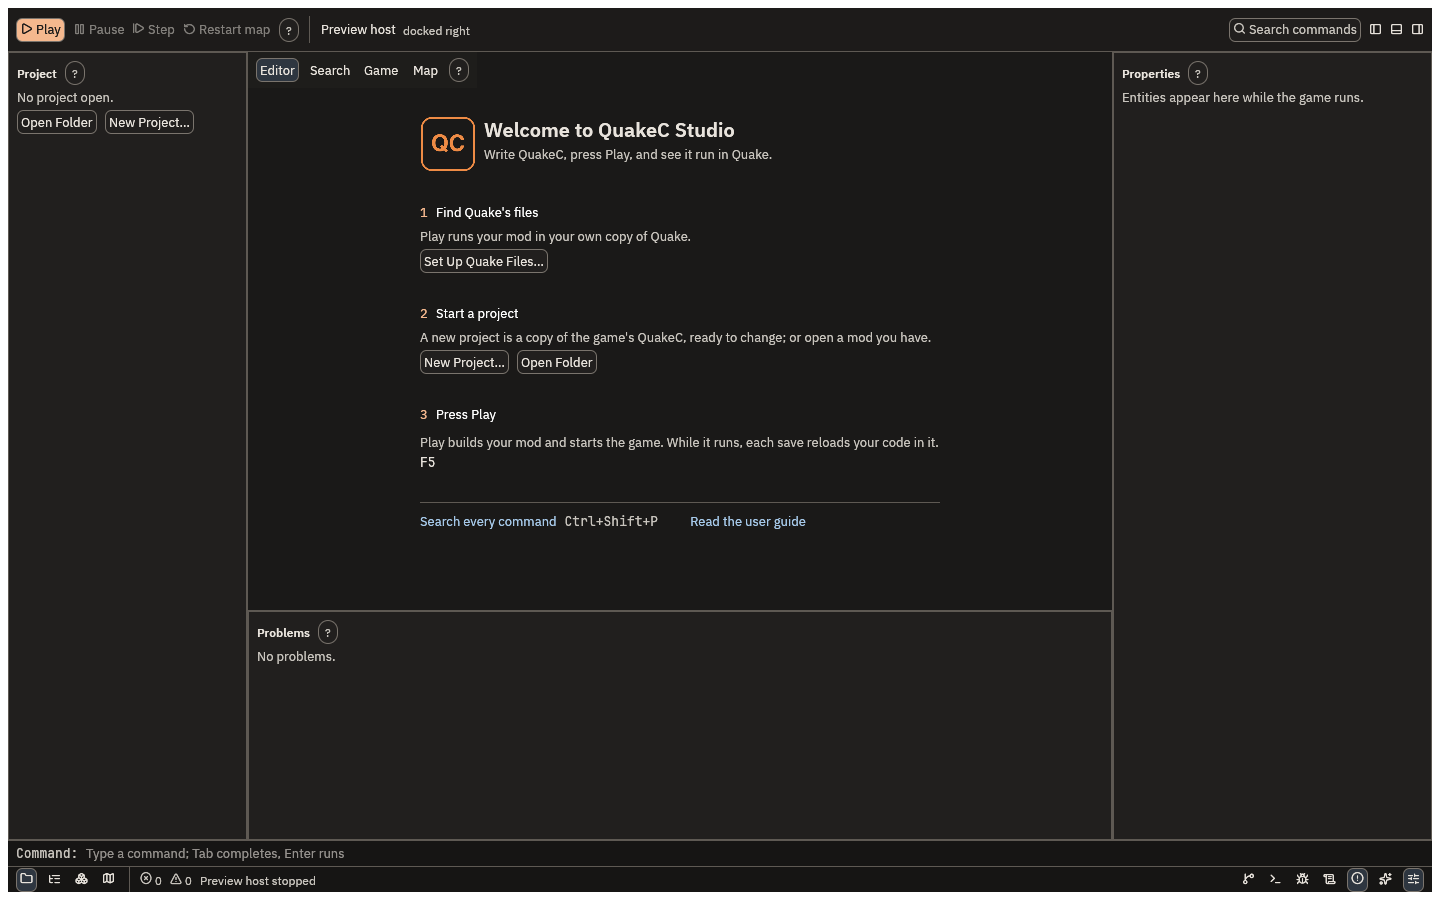 Play Pause Step Restart map ? Preview host docked right Search commands
Project ?
No project open.
Open Folder New Project...
Editor Search Game Map ?
QC
Welcome to QuakeC Studio
Write QuakeC, press Play, and see it run in Quake.
1 Find Quake's files
Play runs your mod in your own copy of Quake.
Set Up Quake Files...
2 Start a project
A new project is a copy of the game's QuakeC, ready to change; or open a mod you have.
New Project... Open Folder
3 Press Play
Play builds your mod and starts the game. While it runs, each save reloads your code in it.
F5
Search every command Ctrl+Shift+P Read the user guide
Problems ?
No problems.
Properties ?
Entities appear here while the game runs.
Command: Type a command; Tab completes, Enter runs
0 0 Preview host stopped